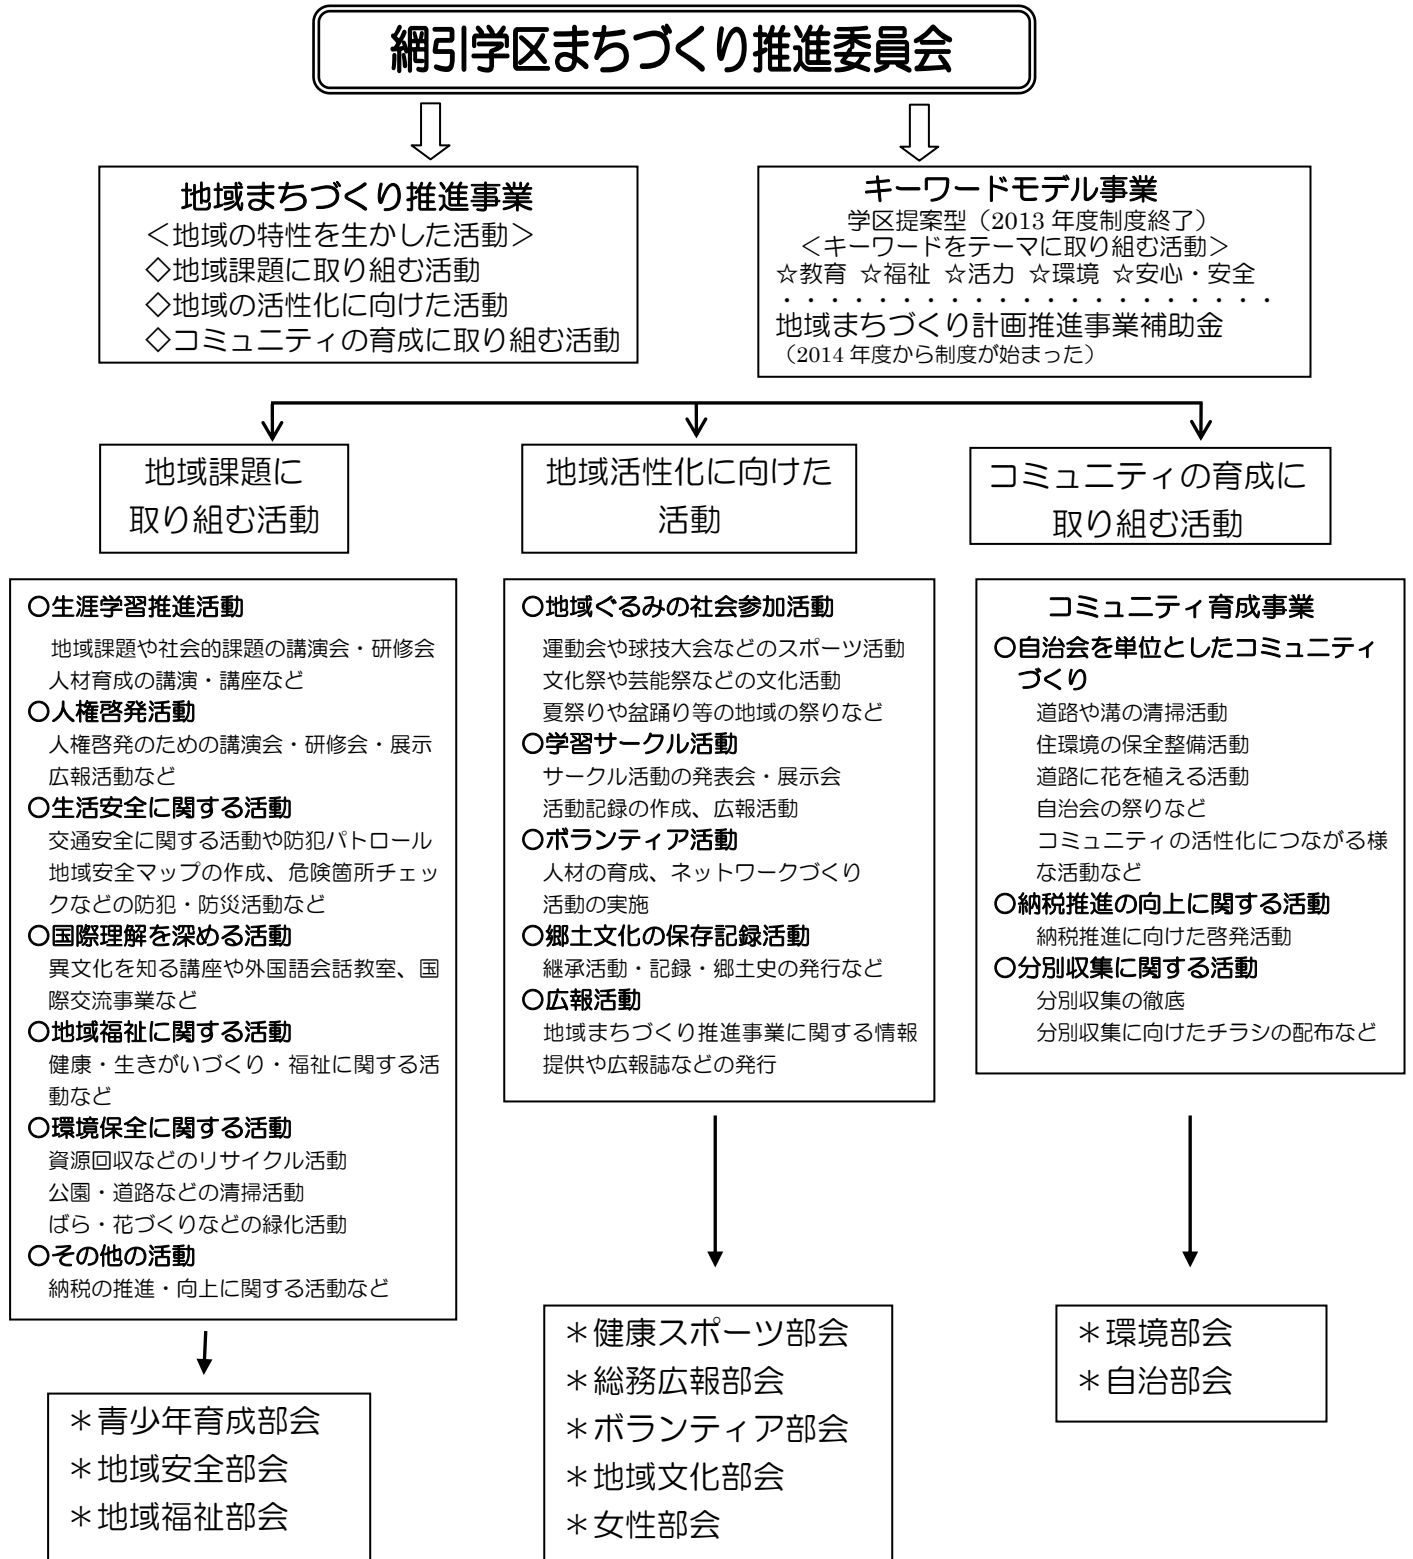 網引学区まちづくり推進委員会
地域まちづくり推進事業
＜地域の特性を生かした活動＞
◇地域課題に取り組む活動
◇地域の活性化に向けた活動
◇コミュニティの育成に取り組む活動
キーワードモデル事業
学区提案型（2013 年度制度終了）
＜キーワードをテーマに取り組む活動＞
☆教育 ☆福祉 ☆活力 ☆環境 ☆安心・安全
・・・・・・・・・・・・・・・・・・・・・
地域まちづくり計画推進事業補助金
（2014 年度から制度が始まった）
地域課題に
取り組む活動
地域活性化に向けた
活動
コミュニティの育成に
取り組む活動
〇生涯学習推進活動
地域課題や社会的課題の講演会・研修会
人材育成の講演・講座など
〇人権啓発活動
人権啓発のための講演会・研修会・展示
広報活動など
〇生活安全に関する活動
交通安全に関する活動や防犯パトロール
地域安全マップの作成、危険箇所チェッ
クなどの防犯・防災活動など
〇国際理解を深める活動
異文化を知る講座や外国語会話教室、国
際交流事業など
〇地域福祉に関する活動
健康・生きがいづくり・福祉に関する活
動など
〇環境保全に関する活動
資源回収などのリサイクル活動
公園・道路などの清掃活動
ばら・花づくりなどの緑化活動
〇その他の活動
納税の推進・向上に関する活動など
〇地域ぐるみの社会参加活動
運動会や球技大会などのスポーツ活動
文化祭や芸能祭などの文化活動
夏祭りや盆踊り等の地域の祭りなど
〇学習サークル活動
サークル活動の発表会・展示会
活動記録の作成、広報活動
〇ボランティア活動
人材の育成、ネットワークづくり
活動の実施
〇郷土文化の保存記録活動
継承活動・記録・郷土史の発行など
〇広報活動
地域まちづくり推進事業に関する情報
提供や広報誌などの発行
コミュニティ育成事業
〇自治会を単位としたコミュニティ
づくり
道路や溝の清掃活動
住環境の保全整備活動
道路に花を植える活動
自治会の祭りなど
コミュニティの活性化につながる様
な活動など
〇納税推進の向上に関する活動
納税推進に向けた啓発活動
〇分別収集に関する活動
分別収集の徹底
分別収集に向けたチラシの配布など
＊青少年育成部会
＊地域安全部会
＊地域福祉部会
＊健康スポーツ部会
＊総務広報部会
＊ボランティア部会
＊地域文化部会
＊女性部会
＊環境部会
＊自治部会